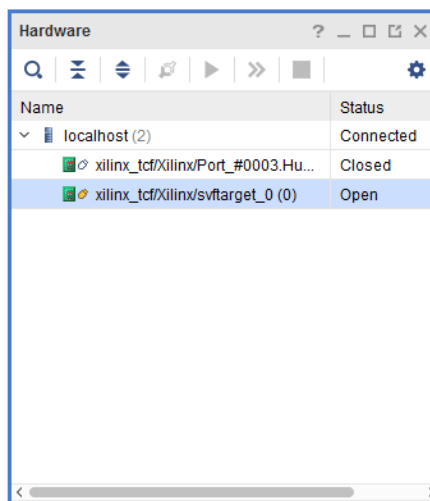 Hardware
Name Status
localhost (2) Connected
xilinx_tcf/Xilinx/Port_#0003.Hu... Closed
xilinx_tcf/Xilinx/svftarget_0 (0) Open